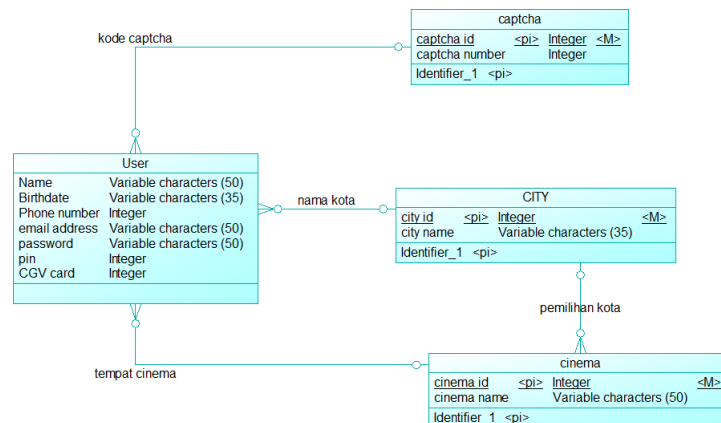 captcha
captcha id <pi> Integer <M>
captcha number Integer
Identifier_1 <pi>
kode captcha
User
Name Variable characters (50)
Birthdate Variable characters (35)
Phone number Integer
email address Variable characters (50)
password Variable characters (50)
pin Integer
CGV card Integer
nama kota
CITY
city id <pi> Integer <M>
city name Variable characters (35)
Identifier_1 <pi>
pemilihan kota
tempat cinema
cinema
cinema id <pi> Integer <M>
cinema name Variable characters (50)
Identifier_1 <pi>